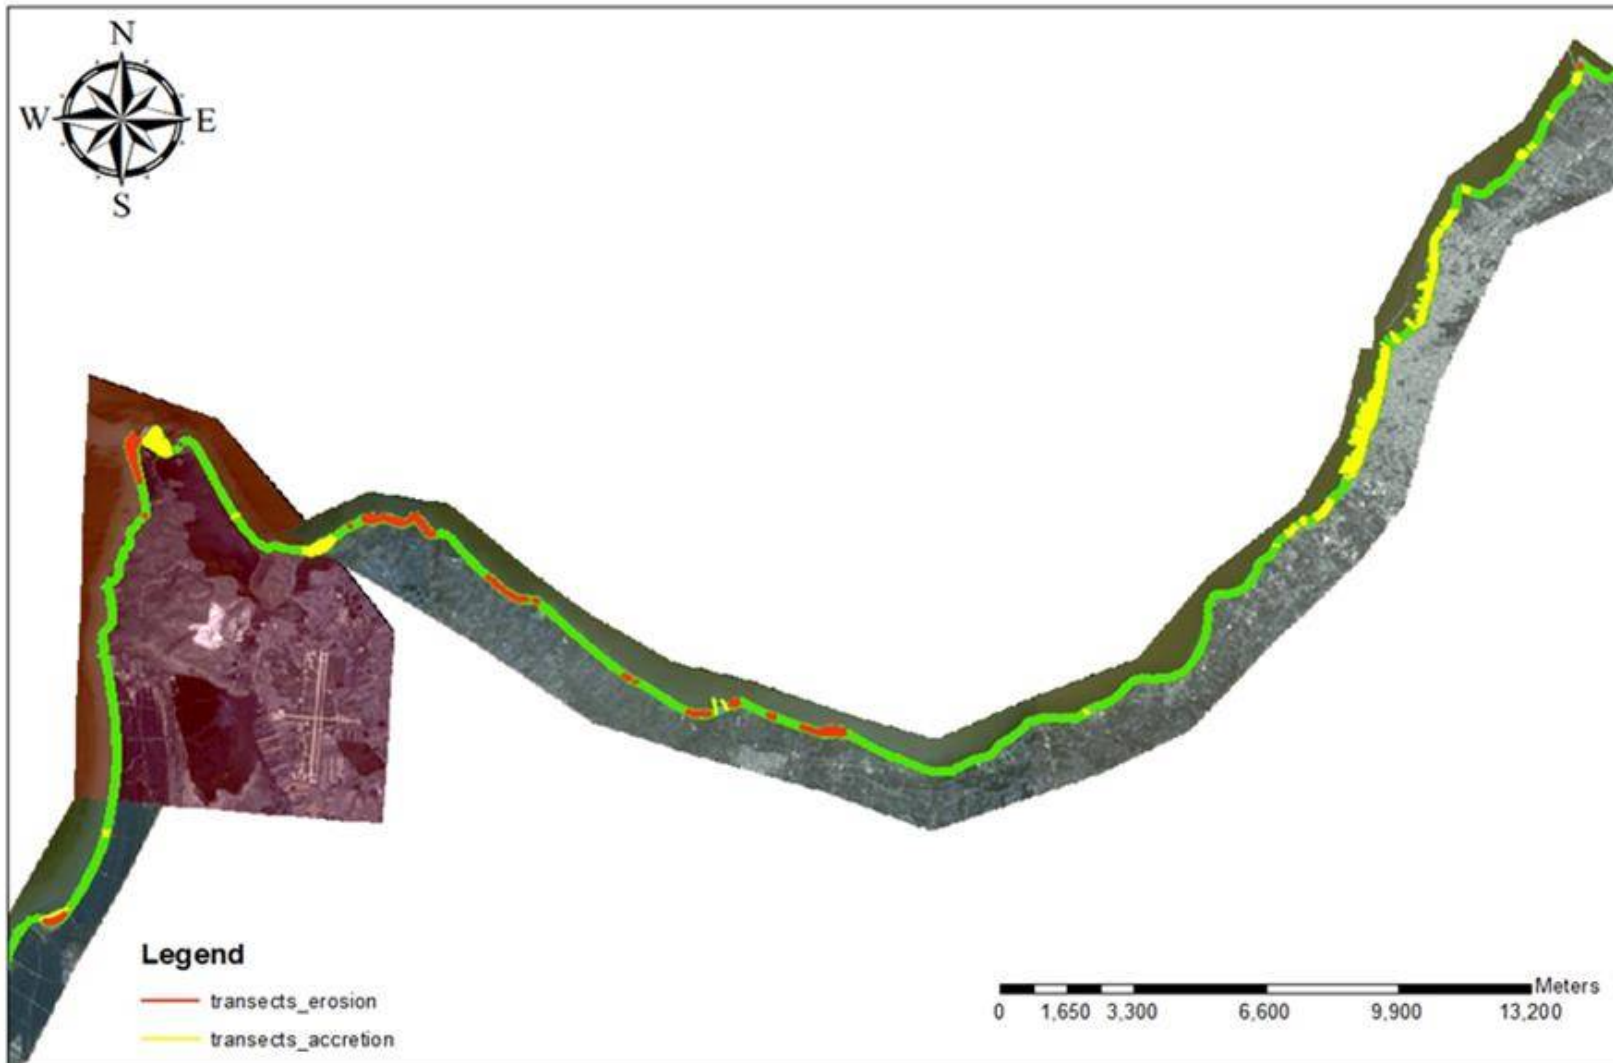 N
W E
S
Legend
transects_erosion
transects_accretion
Meters
0 1,650 3,300 6,600 9,900 13,200